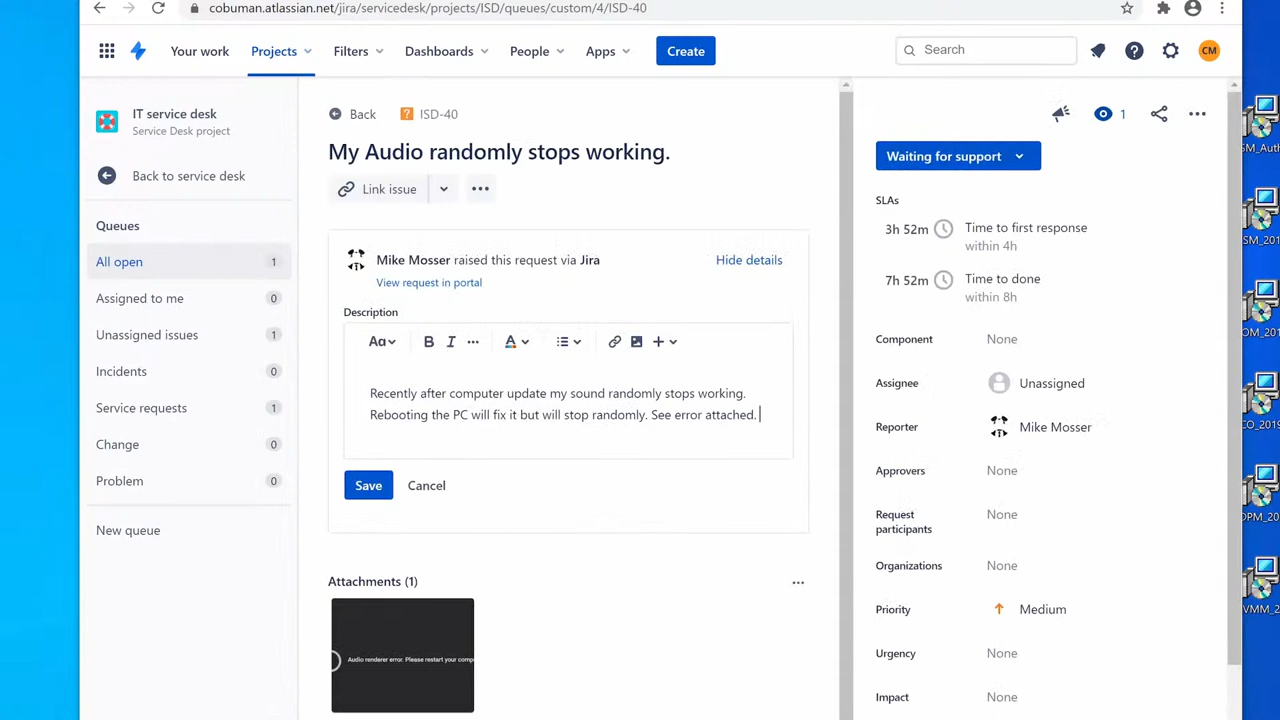 cobuman.atlassian.net/jira/servicedesk/projects/ISD/queues/custom/4/ISD-40
Your work
Projects
Filters
Dashboards
People
Apps
Create
Search
CM
IT service desk
Service Desk project
Back to service desk
Queues
All open 1
Assigned to me 0
Unassigned issues 1
Incidents 0
Service requests 1
Change 0
Problem 0
New queue
Back
ISD-40
My Audio randomly stops working.
Link issue
Mike Mosser raised this request via Jira
Hide details
View request in portal
Description
Aa
B
I
A
Recently after computer update my sound randomly stops working.
Rebooting the PC will fix it but will stop randomly. See error attached.
Save
Cancel
Attachments (1)
Audio renderer error. Please restart your comp
1
Waiting for support
SLAs
3h 52m Time to first response
within 4h
7h 52m Time to done
within 8h
Component None
Assignee Unassigned
Reporter Mike Mosser
Approvers None
Request
participants None
Organizations None
Priority Medium
Urgency None
Impact None
SM_Auth
SM_201
OM_201
CO_2019
DPM_20
VMM_2